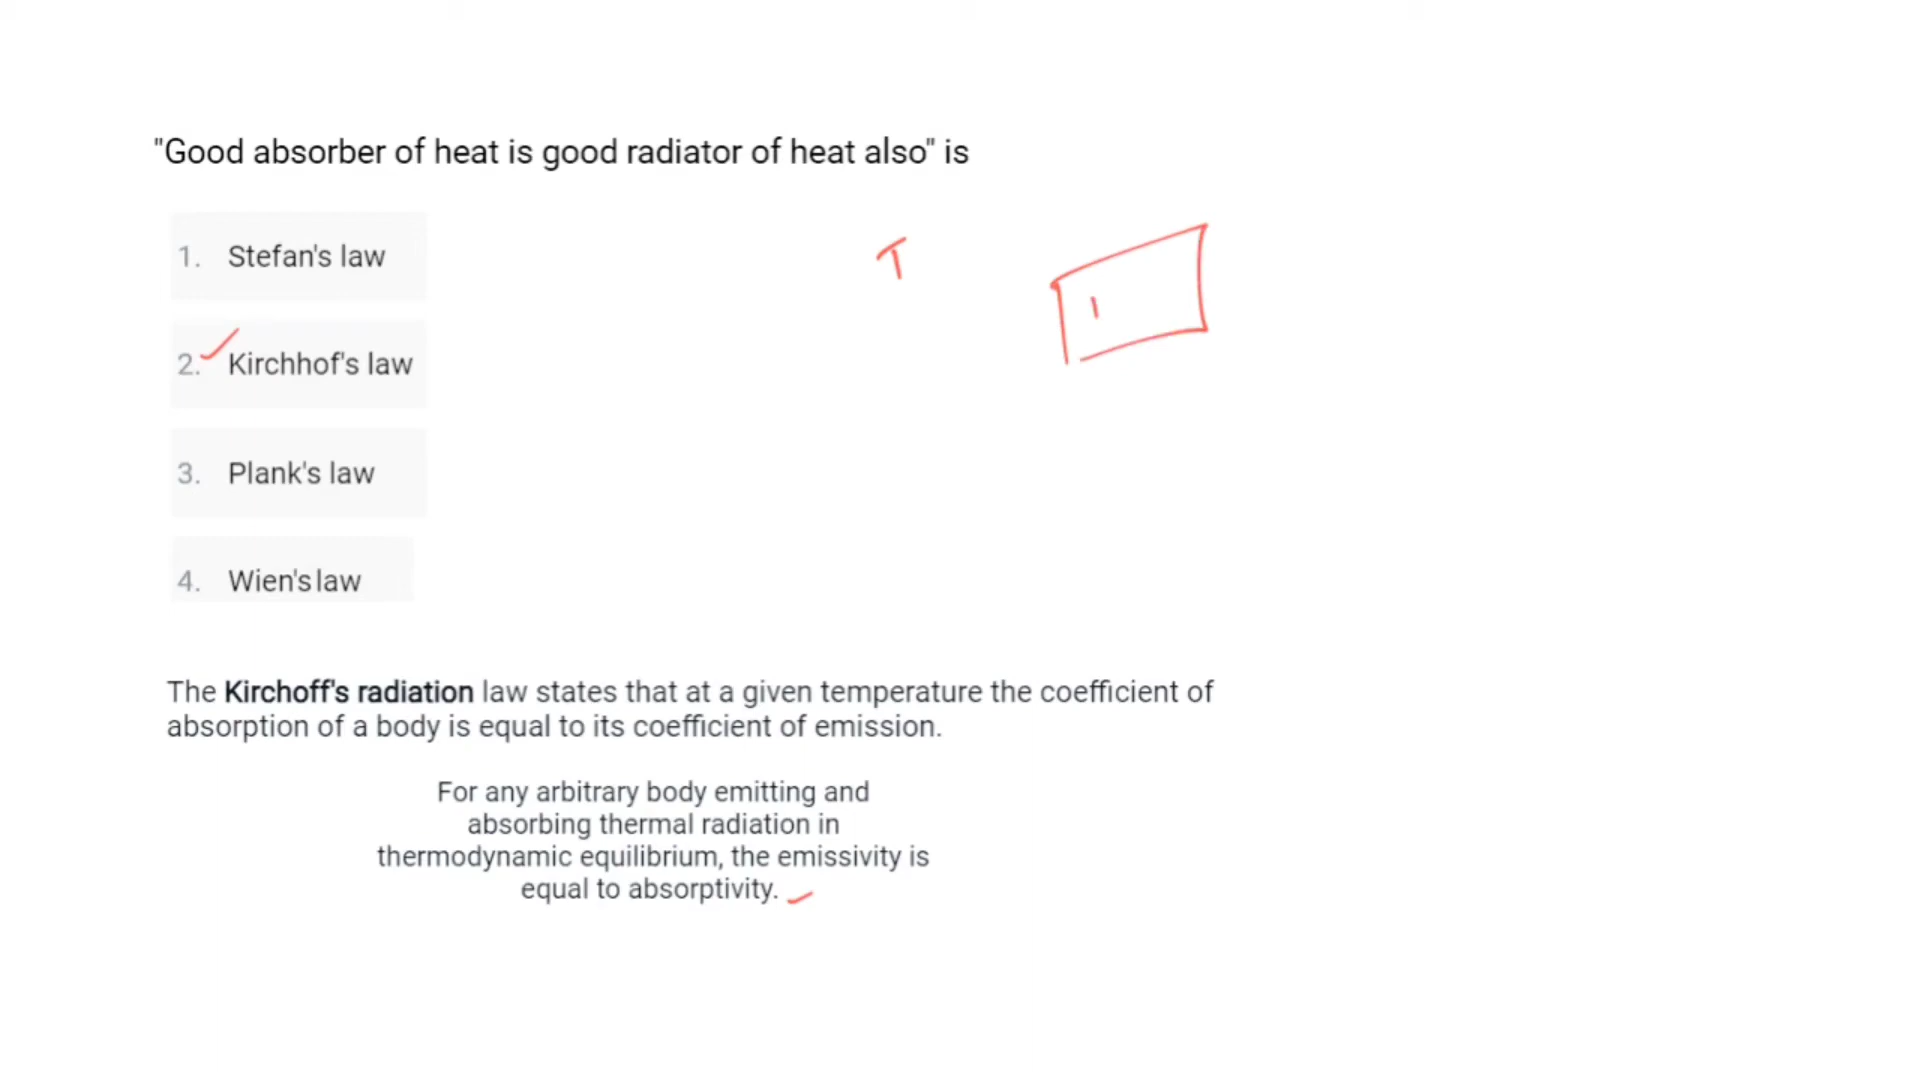 "Good absorber of heat is good radiator of heat also" is
1. Stefan's law
2. Kirchhof's law
3. Plank's law
4. Wien's law
T
The Kirchoff's radiation law states that at a given temperature the coefficient of
absorption of a body is equal to its coefficient of emission.
For any arbitrary body emitting and
absorbing thermal radiation in
thermodynamic equilibrium, the emissivity is
equal to absorptivity.